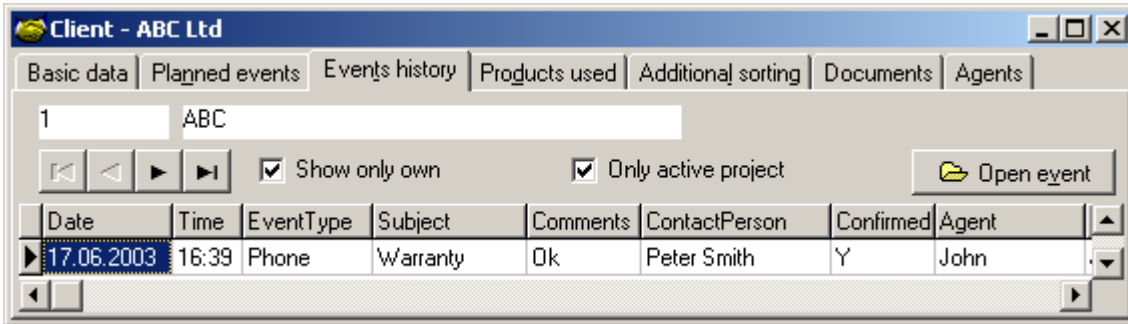 Client - ABC Ltd
Basic data Planned events Events history Products used Additional sorting Documents Agents
1 ABC
Show only own Only active project Open event
Date Time EventType Subject Comments ContactPerson Confirmed Agent
17.06.2003 16:39 Phone Warranty Ok Peter Smith Y John